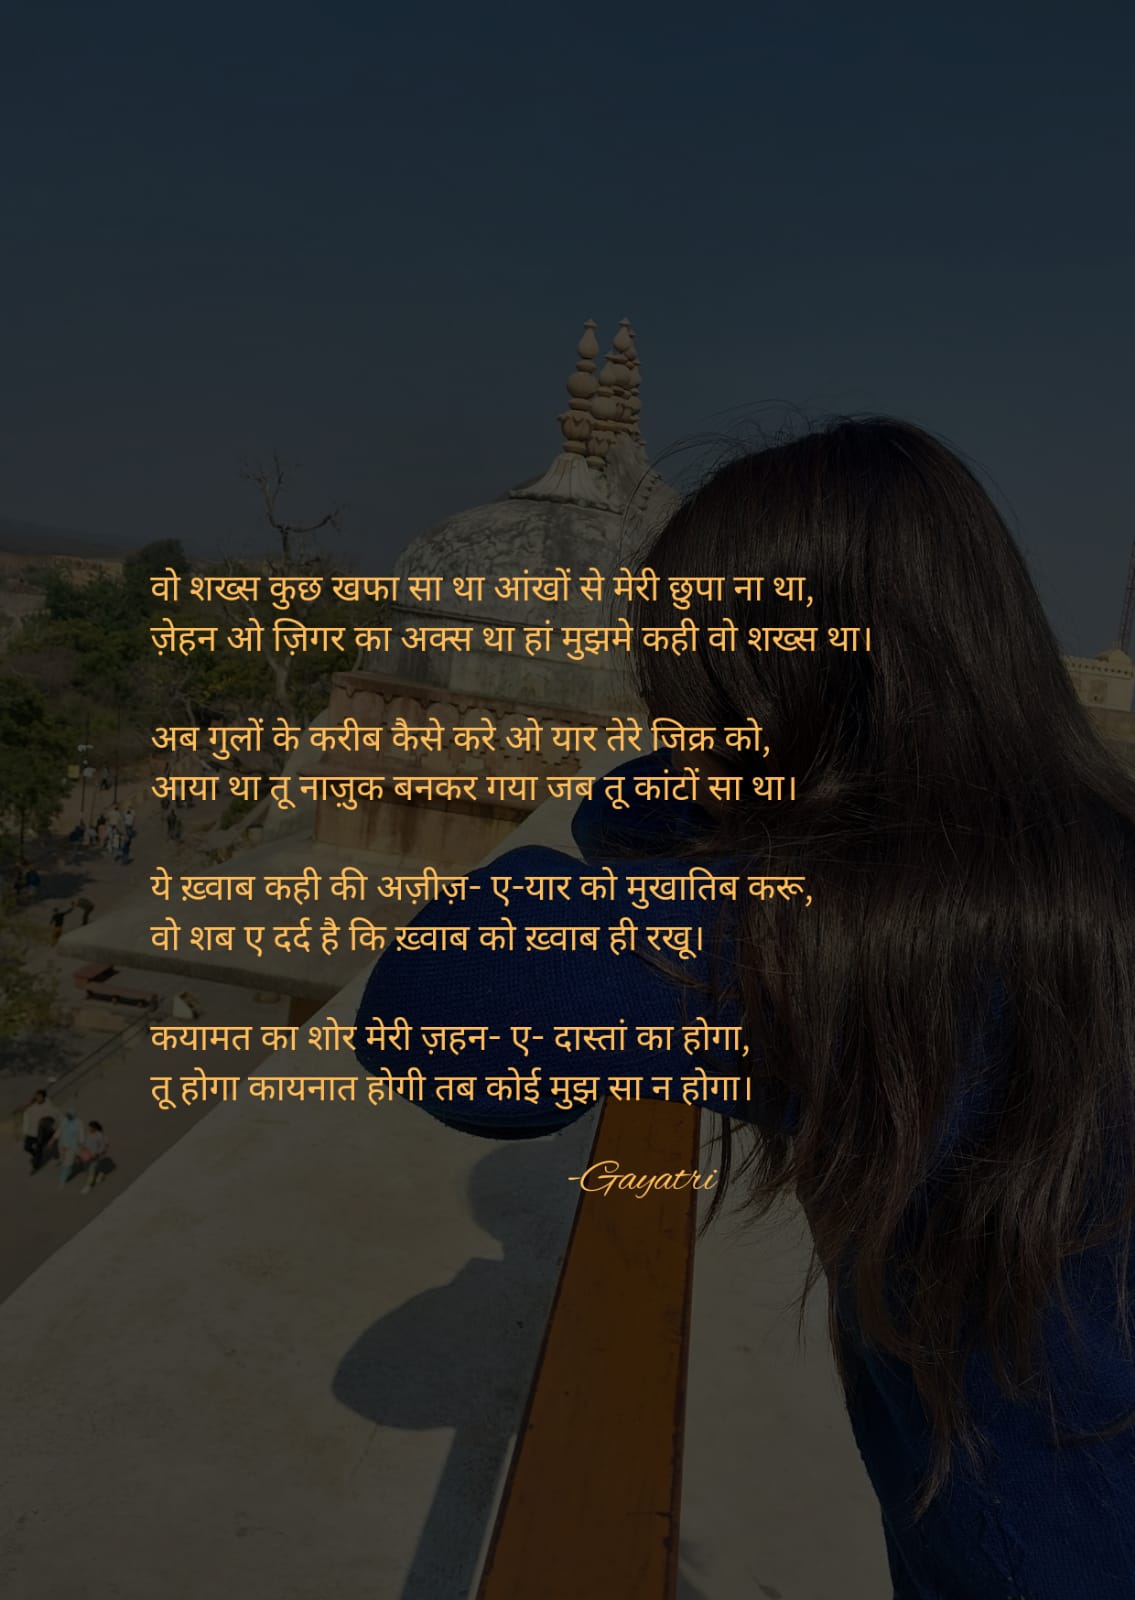 वो शख्स कुछ खफा सा था आंखों से मेरी छुपा ना था,
ज़ेहन ओ ज़िगर का अक्स था हां मुझमे कही वो शख्स था।
अब गुलों के करीब कैसे करे ओ यार तेरे जिक्र को,
आया था तू नाज़ुक बनकर गया जब तू कांटों सा था।
ये ख़्वाब कही की अज़ीज़- ए-यार को मुखातिब करू,
वो शब ए दर्द है कि ख़्वाब को ख़्वाब ही रखू।
कयामत का शोर मेरी ज़हन- ए- दास्तां का होगा,
तू होगा कायनात होगी तब कोई मुझ सा न होगा।
-Gayatri